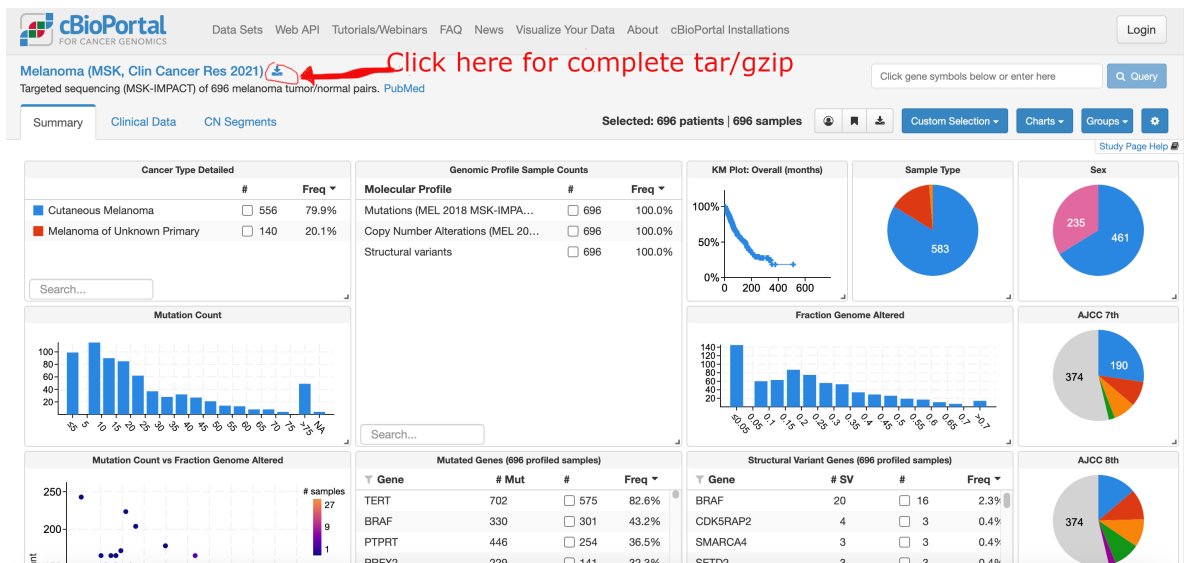 cBioPortal
FOR CANCER GENOMICS
Data Sets Web API Tutorials/Webinars FAQ News Visualize Your Data About cBioPortal Installations
Login
Click here for complete tar/gzip
Melanoma (MSK, Clin Cancer Res 2021)
Targeted sequencing (MSK-IMPACT) of 696 melanoma tumor/normal pairs. PubMed
Click gene symbols below or enter here
Query
Summary Clinical Data CN Segments
Selected: 696 patients | 696 samples
Custom Selection Charts Groups
Study Page Help
Cancer Type Detailed
# Freq
Cutaneous Melanoma 556 79.9%
Melanoma of Unknown Primary 140 20.1%
Search...
Genomic Profile Sample Counts
Molecular Profile # Freq
Mutations (MEL 2018 MSK-IMPA... 696 100.0%
Copy Number Alterations (MEL 20... 696 100.0%
Structural variants 696 100.0%
Search...
KM Plot: Overall (months)
100%
50%
0%
0 200 400 600
Sample Type
583
Sex
235
461
Mutation Count
100
80
60
40
20
≤5 5 10 15 20 25 30 35 40 45 50 55 60 65 70 75 >75 NA
Fraction Genome Altered
140
120
100
80
60
40
20
≤0.05 0.05 0.1 0.15 0.2 0.25 0.3 0.35 0.4 0.45 0.5 0.55 0.6 0.65 0.7 >0.7
AJCC 7th
190
374
Mutation Count vs Fraction Genome Altered
250
200
# samples
27
9
1
Mutated Genes (696 profiled samples)
Gene # Mut # Freq
TERT 702 575 82.6%
BRAF 330 301 43.2%
PTPRT 446 254 36.5%
PREX2 229 141 32.3%
Structural Variant Genes (696 profiled samples)
Gene # SV # Freq
BRAF 20 16 2.3%
CDK5RAP2 4 3 0.4%
SMARCA4 3 3 0.4%
SETD2 3 3 0.4%
AJCC 8th
374